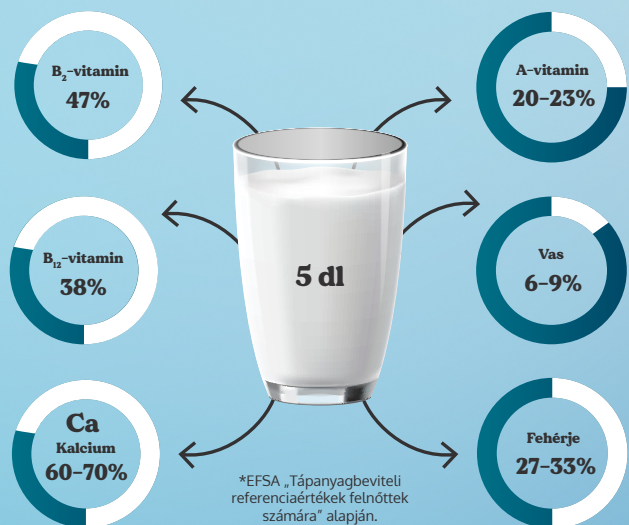 B₂-vitamin
47%
A-vitamin
20-23%
B₁₂-vitamin
38%
5 dl
Vas
6-9%
Ca
Kalcium
60-70%
Fehérje
27-33%
*EFSA „Tápanyagbeviteli
referenciaértékek felnőttek
számára” alapján.